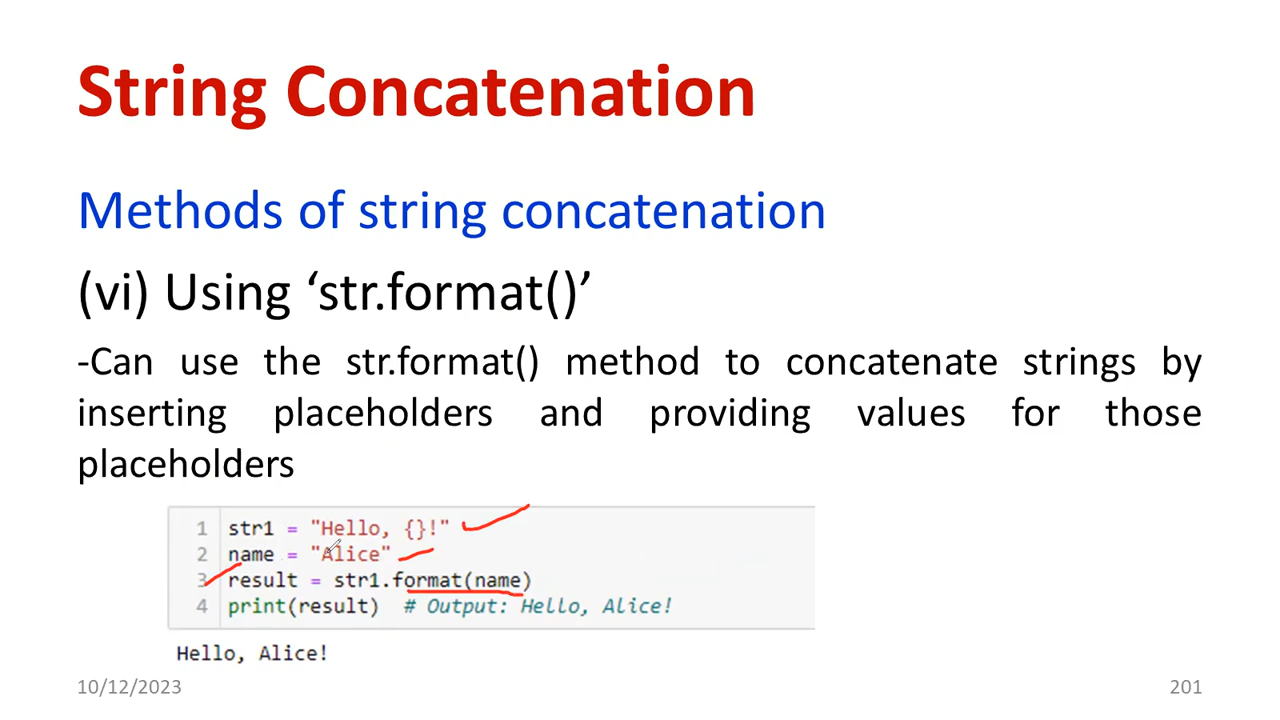 String Concatenation
Methods of string concatenation
(vi) Using ‘str.format()’
-Can use the str.format() method to concatenate strings by
inserting placeholders and providing values for those
placeholders
1 str1 = "Hello, {}!"
2 name = "Alice"
3 result = str1.format(name)
4 print(result) # Output: Hello, Alice!
Hello, Alice!
10/12/2023
201